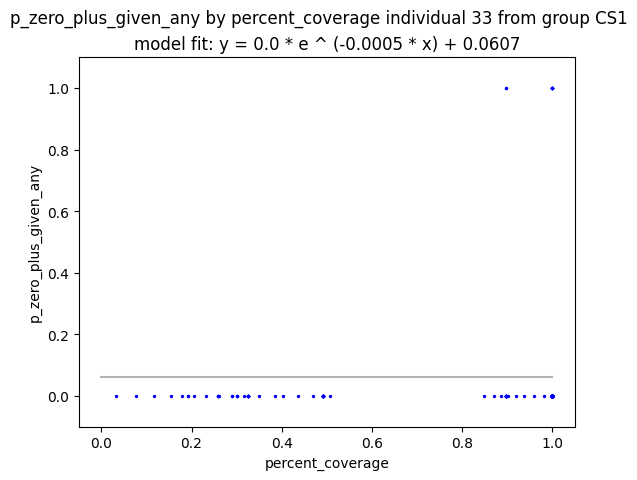 p_zero_plus_given_any by percent_coverage individual 33 from group CS1
model fit: y = 0.0 * e ^ (-0.0005 * x) + 0.0607
1.0
0.8
0.6
0.4
0.2
0.0
p_zero_plus_given_any
0.0 0.2 0.4 0.6 0.8 1.0
percent_coverage